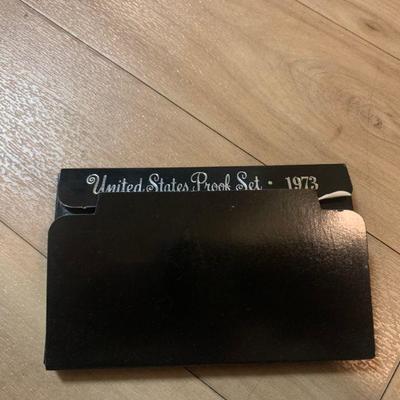 United States Proof Set · 1973